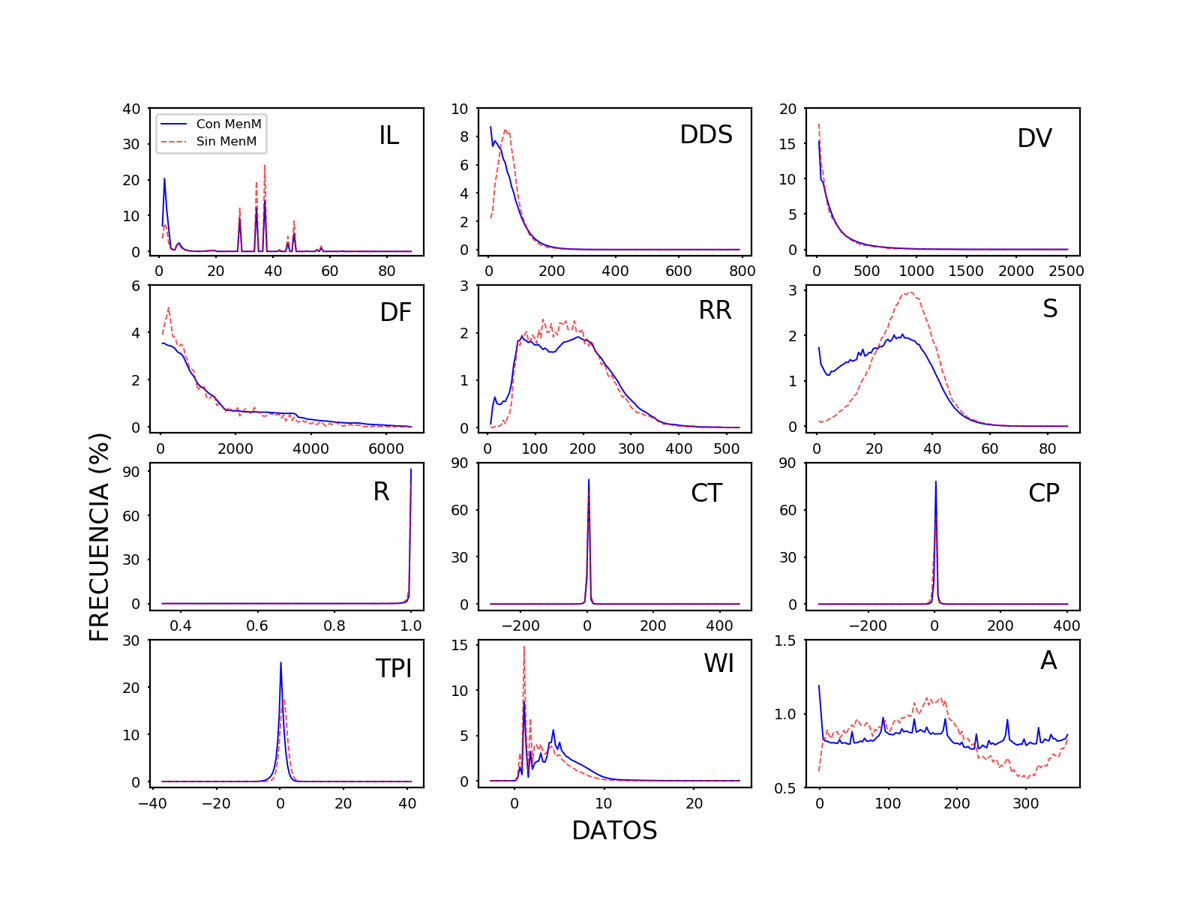 40 30 20 10 0
Con MenM
Sin MenM
IL
0 20 40 60 80
10 8 6 4 2 0
DDS
0 200 400 600 800
20 15 10 5 0
DV
0 500 1000 1500 2000 2500
6 4 2 0
DF
0 2000 4000 6000
3 2 1 0
RR
0 100 200 300 400 500
3 2 1 0
S
0 20 40 60 80
FRECUENCIA (%)
90 60 30 0
R
0.4 0.6 0.8 1.0
90 60 30 0
CT
−200 0 200 400
90 60 30 0
CP
−200 0 200 400
30 20 10 0
TPI
−40 −20 0 20 40
15 10 5 0
WI
0 10 20
1.5 1.0 0.5
A
0 100 200 300
DATOS